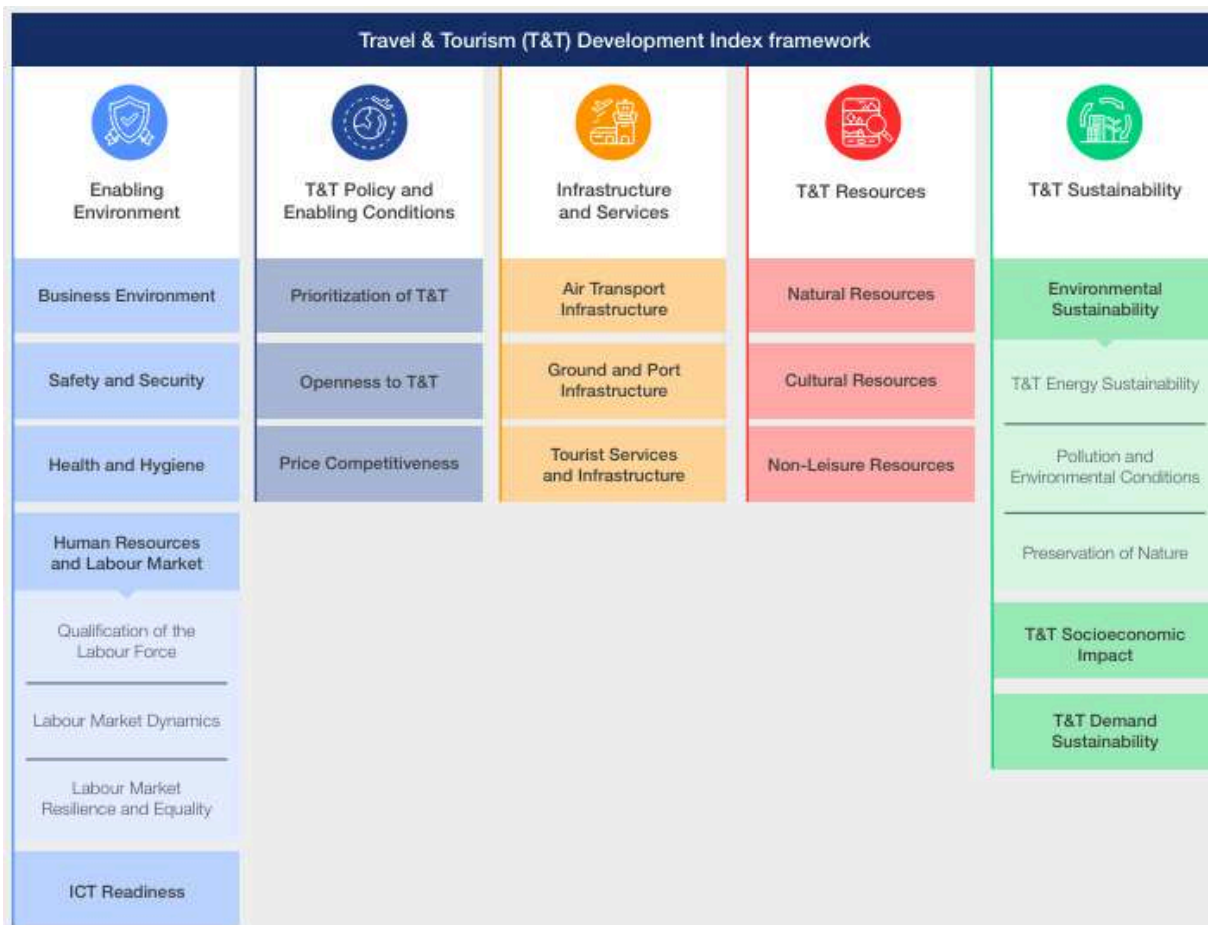 Travel & Tourism (T&T) Development Index framework
Enabling
Environment
Business Environment
Safety and Security
Health and Hygiene
Human Resources
and Labour Market
Qualification of the
Labour Force
Labour Market Dynamics
Labour Market
Resilience and Equality
ICT Readiness
T&T Policy and
Enabling Conditions
Prioritization of T&T
Openness to T&T
Price Competitiveness
Infrastructure
and Services
Air Transport
Infrastructure
Ground and Port
Infrastructure
Tourist Services
and Infrastructure
T&T Resources
Natural Resources
Cultural Resources
Non-Leisure Resources
T&T Sustainability
Environmental
Sustainability
T&T Energy Sustainability
Pollution and
Environmental Conditions
Preservation of Nature
T&T Socioeconomic
Impact
T&T Demand
Sustainability